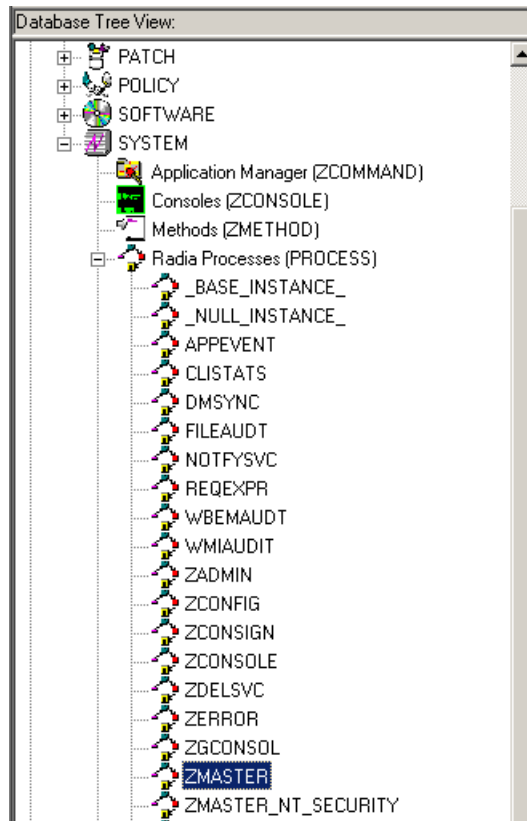 Database Tree View:
PATCH
POLICY
SOFTWARE
SYSTEM
Application Manager (ZCOMMAND)
Consoles (ZCONSOLE)
Methods (ZMETHOD)
Radia Processes (PROCESS)
_BASE_INSTANCE_
_NULL_INSTANCE_
APPEVENT
CLISTATS
DMSYNC
FILEAUDT
NOTFYSVC
REQEXPR
WBEMAUDT
WMIAUDIT
ZADMIN
ZCONFIG
ZCONSIGN
ZCONSOLE
ZDELSVC
ZERROR
ZGCONSOL
ZMASTER
ZMASTER_NT_SECURITY